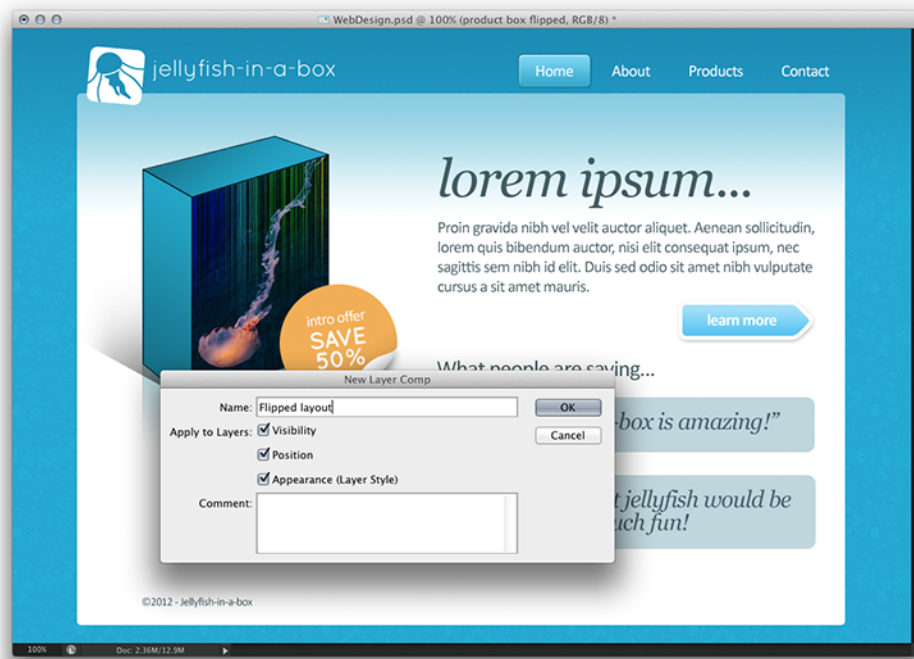 WebDesign.psd @ 100% (product box flipped, RGB/8) *
jellyfish-in-a-box
Home
About
Products
Contact
lorem ipsum...
Proin gravida nibh vel velit auctor aliquet. Aenean sollicitudin,
lorem quis bibendum auctor, nisi elit consequat ipsum, nec
sagittis sem nibh id elit. Duis sed odio sit amet nibh vulputate
cursus a sit amet mauris.
learn more
intro offer
SAVE
50%
What people are saying...
-box is amazing!”
t jellyfish would be
uch fun!
New Layer Comp
Name: Flipped layout
OK
Apply to Layers: Visibility
Cancel
Position
Appearance (Layer Style)
Comment:
©2012 - Jellyfish-in-a-box
100%
Doc: 2.36M/12.9M